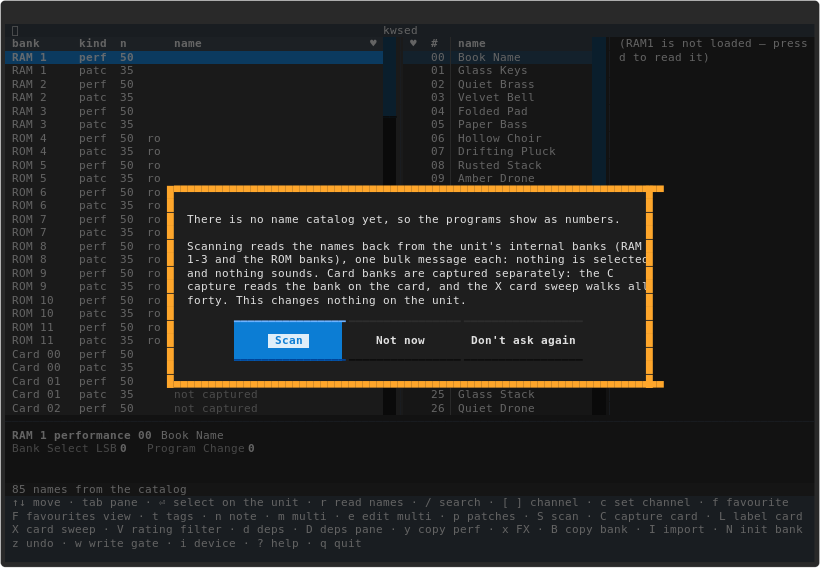 kwsed
bank kind n name ♥ ♥ # name (RAM1 is not loaded — press
RAM 1 perf 50 00 Book Name d to read it)
RAM 1 patc 35 01 Glass Keys
RAM 2 perf 50 02 Quiet Brass
RAM 2 patc 35 03 Velvet Bell
RAM 3 perf 50 04 Folded Pad
RAM 3 patc 35 05 Paper Bass
ROM 4 perf 50 ro 06 Hollow Choir
ROM 4 patc 35 ro 07 Drifting Pluck
ROM 5 perf 50 ro 08 Rusted Stack
ROM 5 patc 35 ro 09 Amber Drone
ROM 6 perf 50 ro
ROM 6 patc 35 ro
ROM 7 perf 50 ro
ROM 7 patc 35 ro
ROM 8 perf 50 ro
ROM 8 patc 35 ro
ROM 9 perf 50 ro
ROM 9 patc 35 ro
ROM 10 perf 50 ro
ROM 10 patc 35 ro
ROM 11 perf 50 ro
ROM 11 patc 35 ro
Card 00 perf 50
Card 00 patc 35
Card 01 perf 50
Card 01 patc 35 not captured 25 Glass Stack
Card 02 perf 50 not captured 26 Quiet Drone
There is no name catalog yet, so the programs show as numbers.
Scanning reads the names back from the unit's internal banks (RAM
1-3 and the ROM banks), one bulk message each: nothing is selected
and nothing sounds. Card banks are captured separately: the C
capture reads the bank on the card, and the X card sweep walks all
forty. This changes nothing on the unit.
Scan Not now Don't ask again
RAM 1 performance 00 Book Name
Bank Select LSB 0 Program Change 0
85 names from the catalog
↑↓ move · tab pane · ⏎ select on the unit · r read names · / search · [ ] channel · c set channel · f favourite
F favourites view · t tags · n note · m multi · e edit multi · p patches · S scan · C capture card · L label card
X card sweep · V rating filter · d deps · D deps pane · y copy perf · x FX · B copy bank · I import · N init bank
z undo · w write gate · i device · ? help · q quit